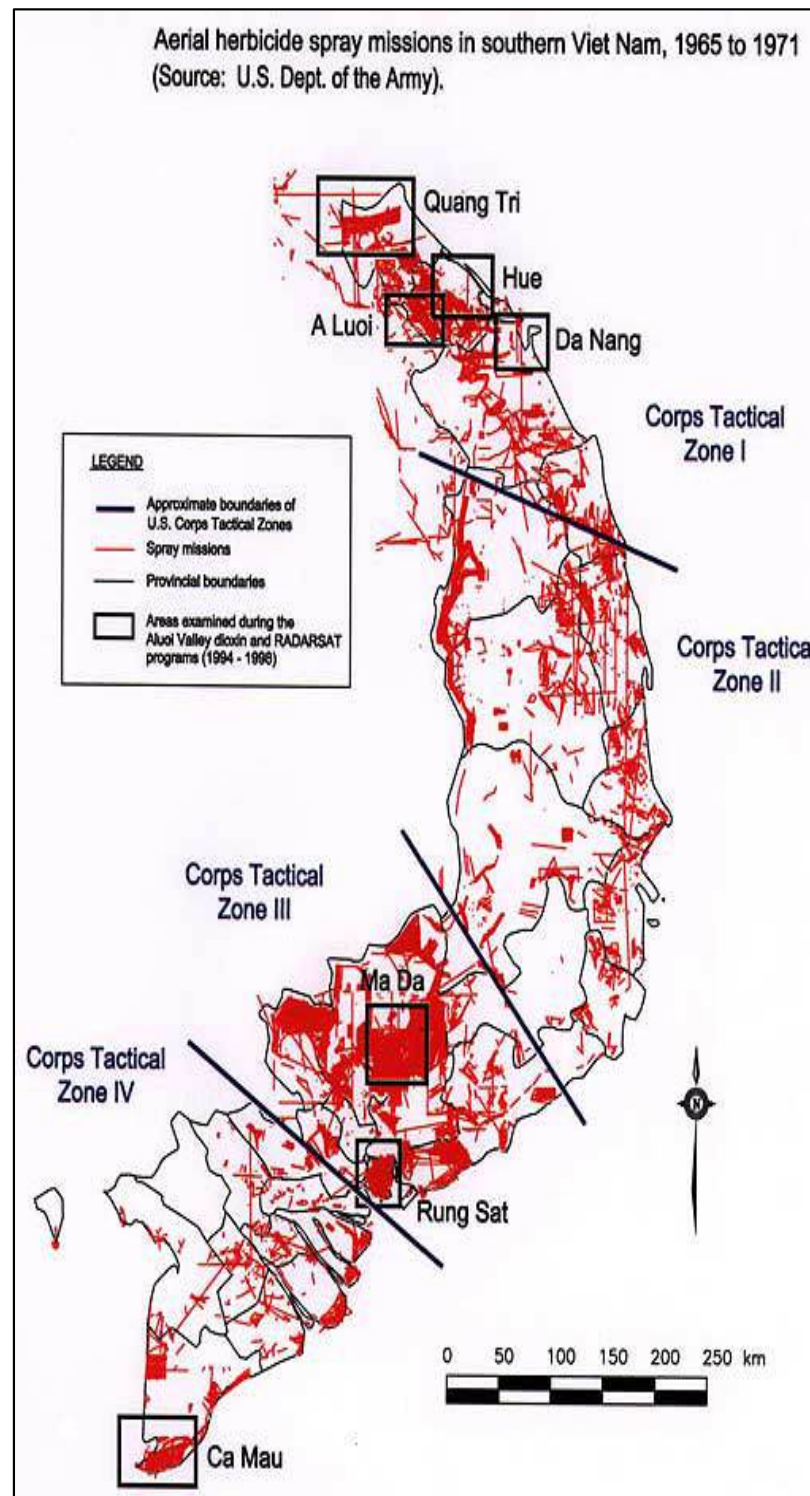 Aerial herbicide spray missions in southern Viet Nam, 1965 to 1971
(Source: U.S. Dept. of the Army).
Quang Tri
Hue
A Luoi
Da Nang
Corps Tactical
Zone I
LEGEND
Approximate boundaries of
U.S. Corps Tactical Zones
Spray missions
Provincial boundaries
Areas examined during the
Aluoi Valley dioxin and RADARSAT
programs (1994 - 1998)
Corps Tactical
Zone II
Corps Tactical
Zone III
Ma Da
Corps Tactical
Zone IV
N
Rung Sat
0 50 100 150 200 250 km
Ca Mau